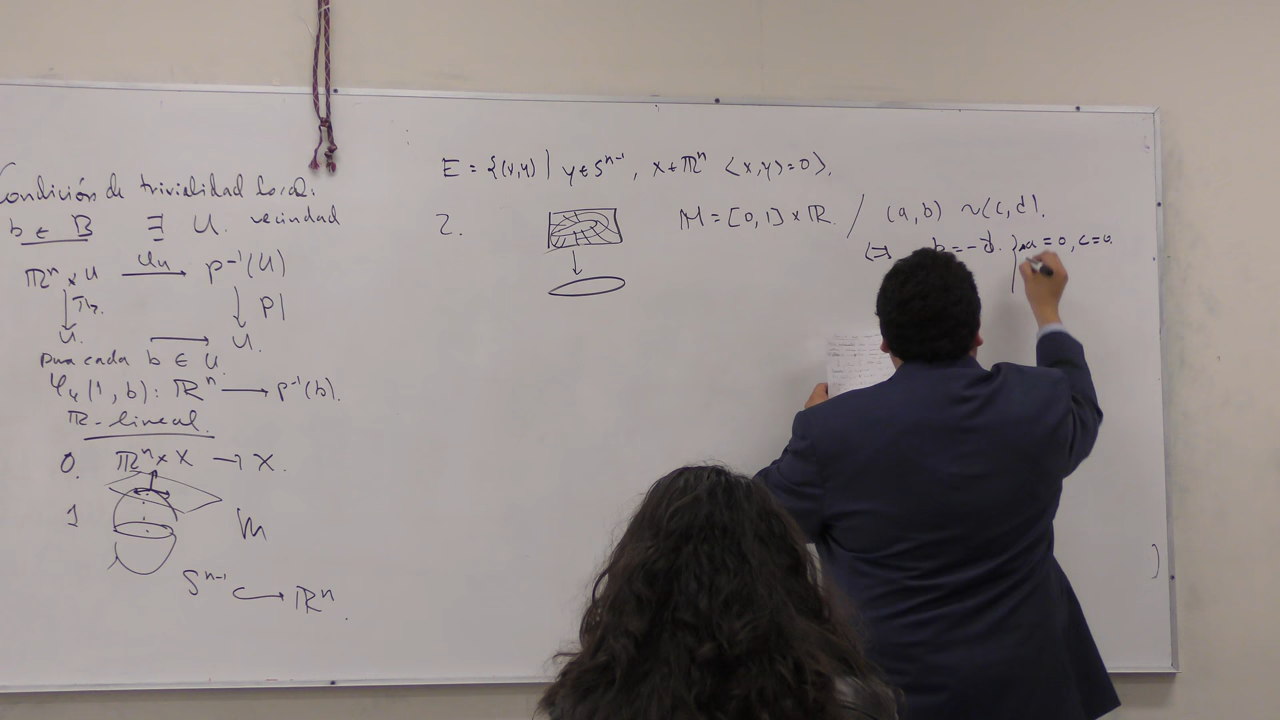 Condición de trivialidad local:
b ∈ B ∃ U. vecindad
ℝⁿ × U φᵤ p⁻¹(U)
p|
U. U.
para cada b ∈ U
φᵤ(1, b): ℝⁿ → p⁻¹(b).
ℝ-lineal.
0. ℝⁿ × X → X.
1
Sⁿ⁻¹ ↪ ℝⁿ.
E = {(x,y) | y ∈ Sⁿ⁻¹, x ∈ ℝⁿ <x,y>=0}.
2.
M = [0,1] × ℝ. / (a,b) ~ (c,d).
b = -d. a = 0, c = 0.